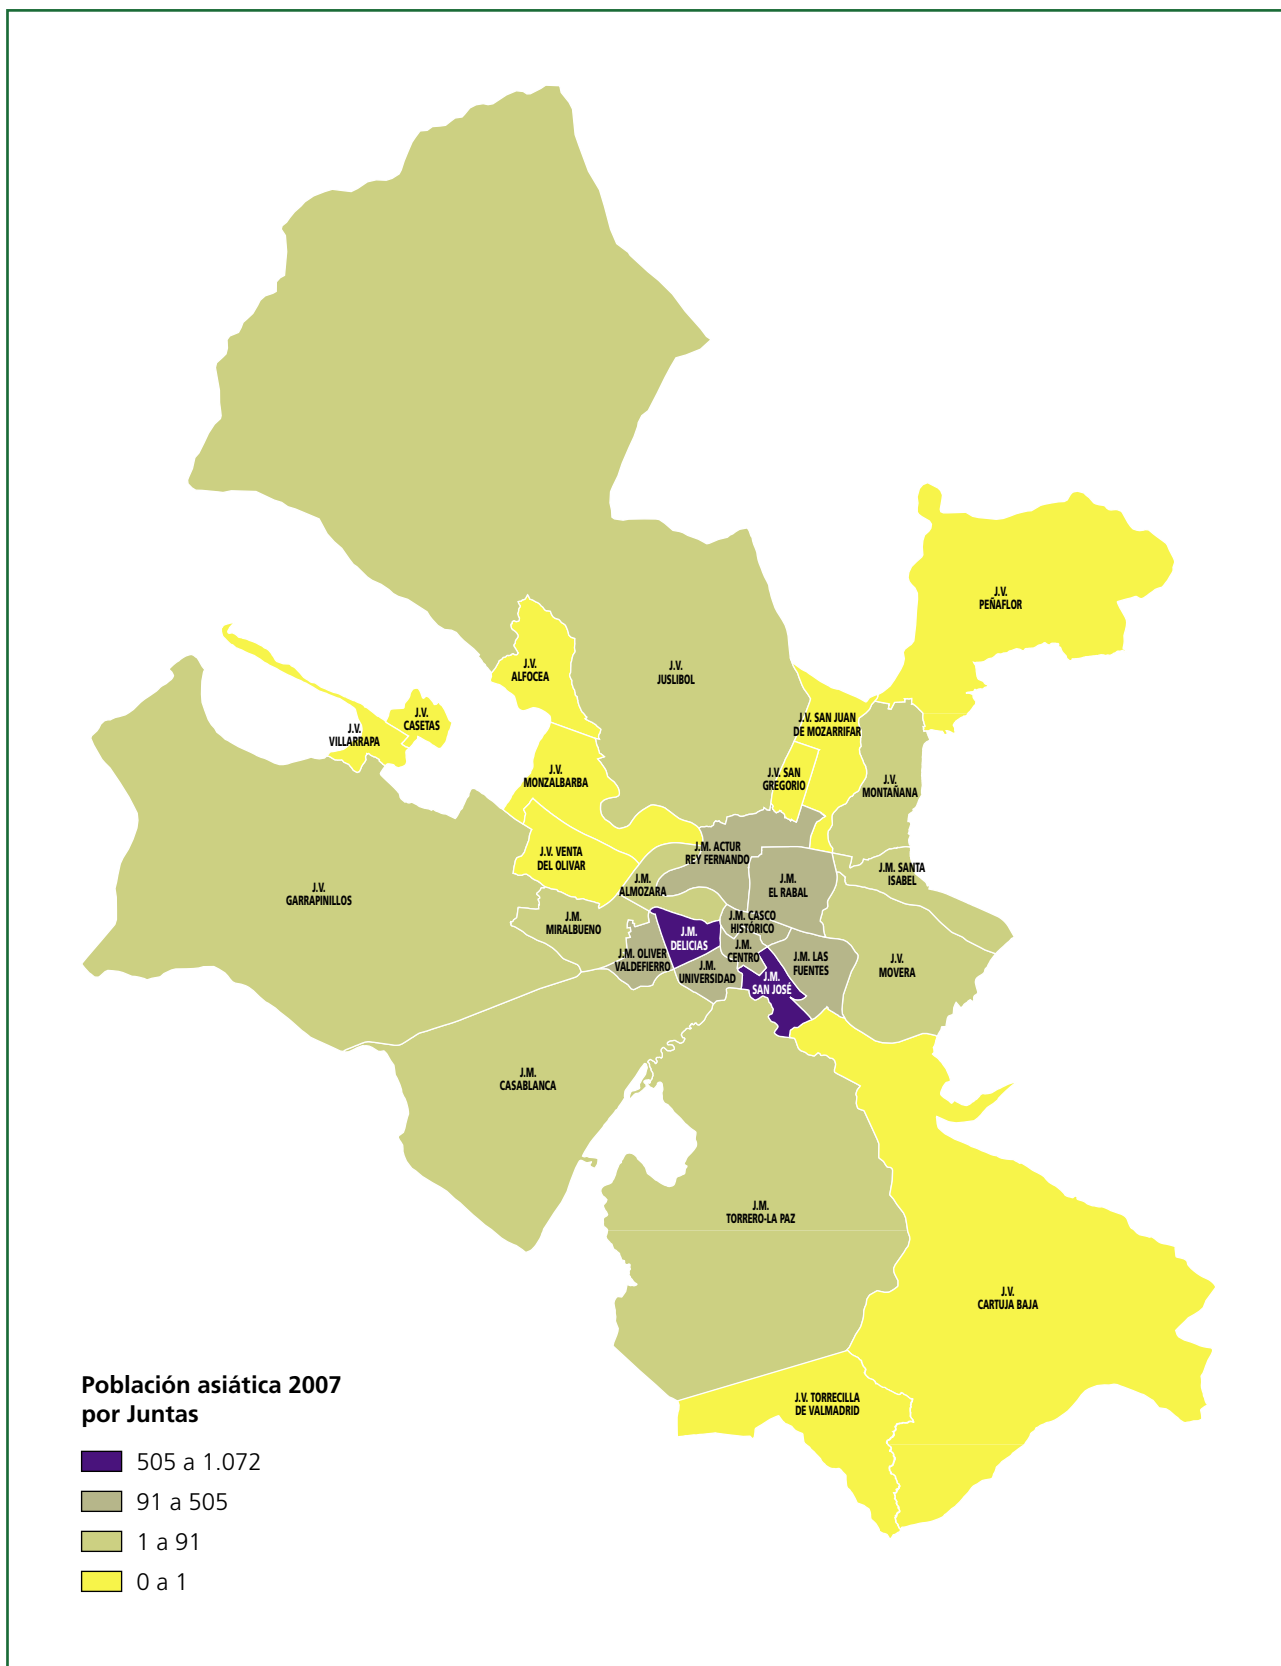 J.V.
PEÑAFLOR
J.V.
ALFOCEA
J.V.
JUSLIBOL
J.V.
CASETAS
J.V.
VILLARRAPA
J.V. SAN JUAN
DE MOZARRIFAR
J.V.
MONZALBARBA
J.V. SAN
GREGORIO
J.V.
MONTAÑANA
J.M. ACTUR
REY FERNANDO
J.V. VENTA
DEL OLIVAR
J.M. SANTA
ISABEL
J.M.
ALMOZARA
J.M.
EL RABAL
J.V.
GARRAPINILLOS
J.M.
MIRALBUENO
J.M. CASCO
HISTÓRICO
J.M.
DELICIAS
J.M.
CENTRO
J.M. OLIVER
VALDEFIERRO
J.M.
UNIVERSIDAD
J.M. LAS
FUENTES
J.V.
MOVERA
J.M.
SAN JOSÉ
J.M.
CASABLANCA
J.M.
TORRERO-LA PAZ
J.V.
CARTUJA BAJA
J.V. TORRECILLA
DE VALMADRID
Población asiática 2007
por Juntas
505 a 1.072
91 a 505
1 a 91
0 a 1